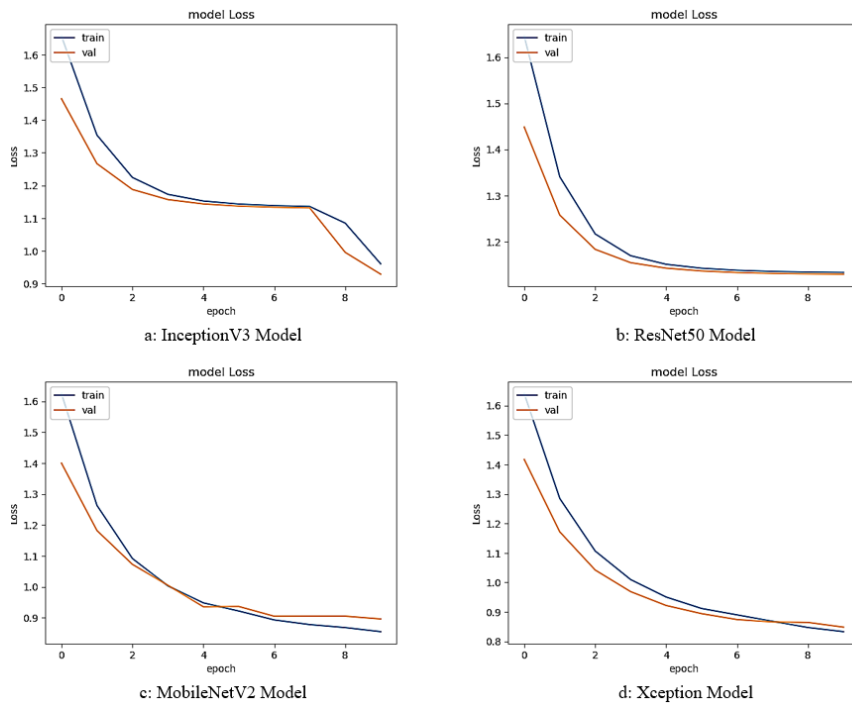 model Loss
train
val
1.6
1.5
1.4
1.3
1.2
1.1
1.0
0.9
Loss
0
2
4
6
8
epoch
a: InceptionV3 Model
model Loss
train
val
1.6
1.5
1.4
1.3
1.2
Loss
0
2
4
6
8
epoch
b: ResNet50 Model
model Loss
train
val
1.6
1.5
1.4
1.3
1.2
1.1
1.0
0.9
Loss
0
2
4
6
8
epoch
c: MobileNetV2 Model
model Loss
train
val
1.6
1.5
1.4
1.3
1.2
1.1
1.0
0.9
0.8
Loss
0
2
4
6
8
epoch
d: Xception Model